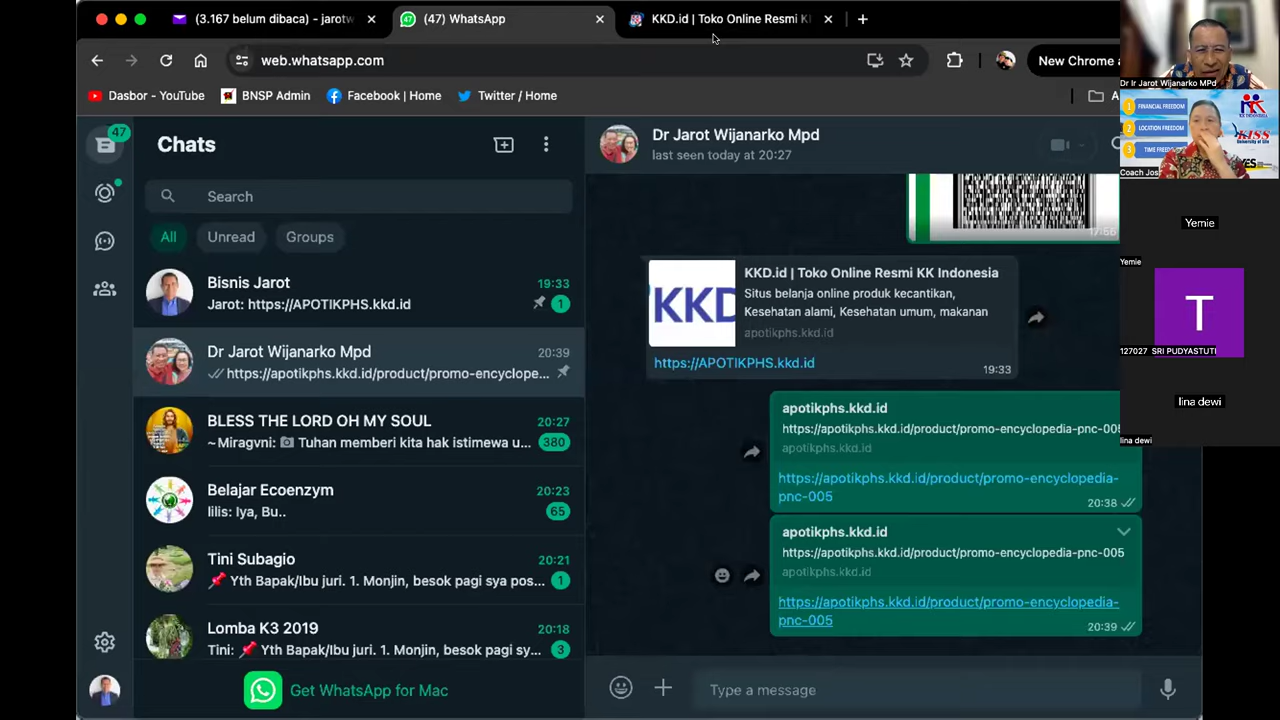 (3.167 belum dibaca) - jarotw
(47) WhatsApp
KKD.id | Toko Online Resmi K
web.whatsapp.com
New Chrome a
Dasbor - YouTube
BNSP Admin
Facebook | Home
Twitter / Home
47
Chats
Search
All
Unread
Groups
Bisnis Jarot
19:33
Jarot: https://APOTIKPHS.kkd.id
1
Dr Jarot Wijanarko Mpd
20:39
https://apotikphs.kkd.id/product/promo-encyclope...
BLESS THE LORD OH MY SOUL
20:27
~Miragvni: Tuhan memberi kita hak istimewa u...
380
Belajar Ecoenzym
20:23
lilis: Iya, Bu..
65
Tini Subagio
20:21
Yth Bapak/Ibu juri. 1. Monjin, besok pagi sya pos...
1
Lomba K3 2019
20:18
Tini: Yth Bapak/Ibu juri. 1. Monjin, besok pagi sy...
3
Get WhatsApp for Mac
Dr Jarot Wijanarko Mpd
last seen today at 20:27
KKD
KKD.id | Toko Online Resmi KK Indonesia
Situs belanja online produk kecantikan,
Kesehatan alami, Kesehatan umum, makanan
apotikphs.kkd.id
https://APOTIKPHS.kkd.id
19:33
apotikphs.kkd.id
https://apotikphs.kkd.id/product/promo-encyclopedia-pnc-005
apotikphs.kkd.id
https://apotikphs.kkd.id/product/promo-encyclopedia-
pnc-005
20:38
apotikphs.kkd.id
https://apotikphs.kkd.id/product/promo-encyclopedia-pnc-005
apotikphs.kkd.id
https://apotikphs.kkd.id/product/promo-encyclopedia-
pnc-005
20:39
Type a message
Dr Ir Jarot Wijanarko MPd
1 FINANCIAL FREEDOM
2 LOCATION FREEDOM
3 TIME
KISS
University of Life
YES
Coach Jos
Yemie
Yemie
T
127027 SRI PUDYASTUTI
lina dewi
lina dewi